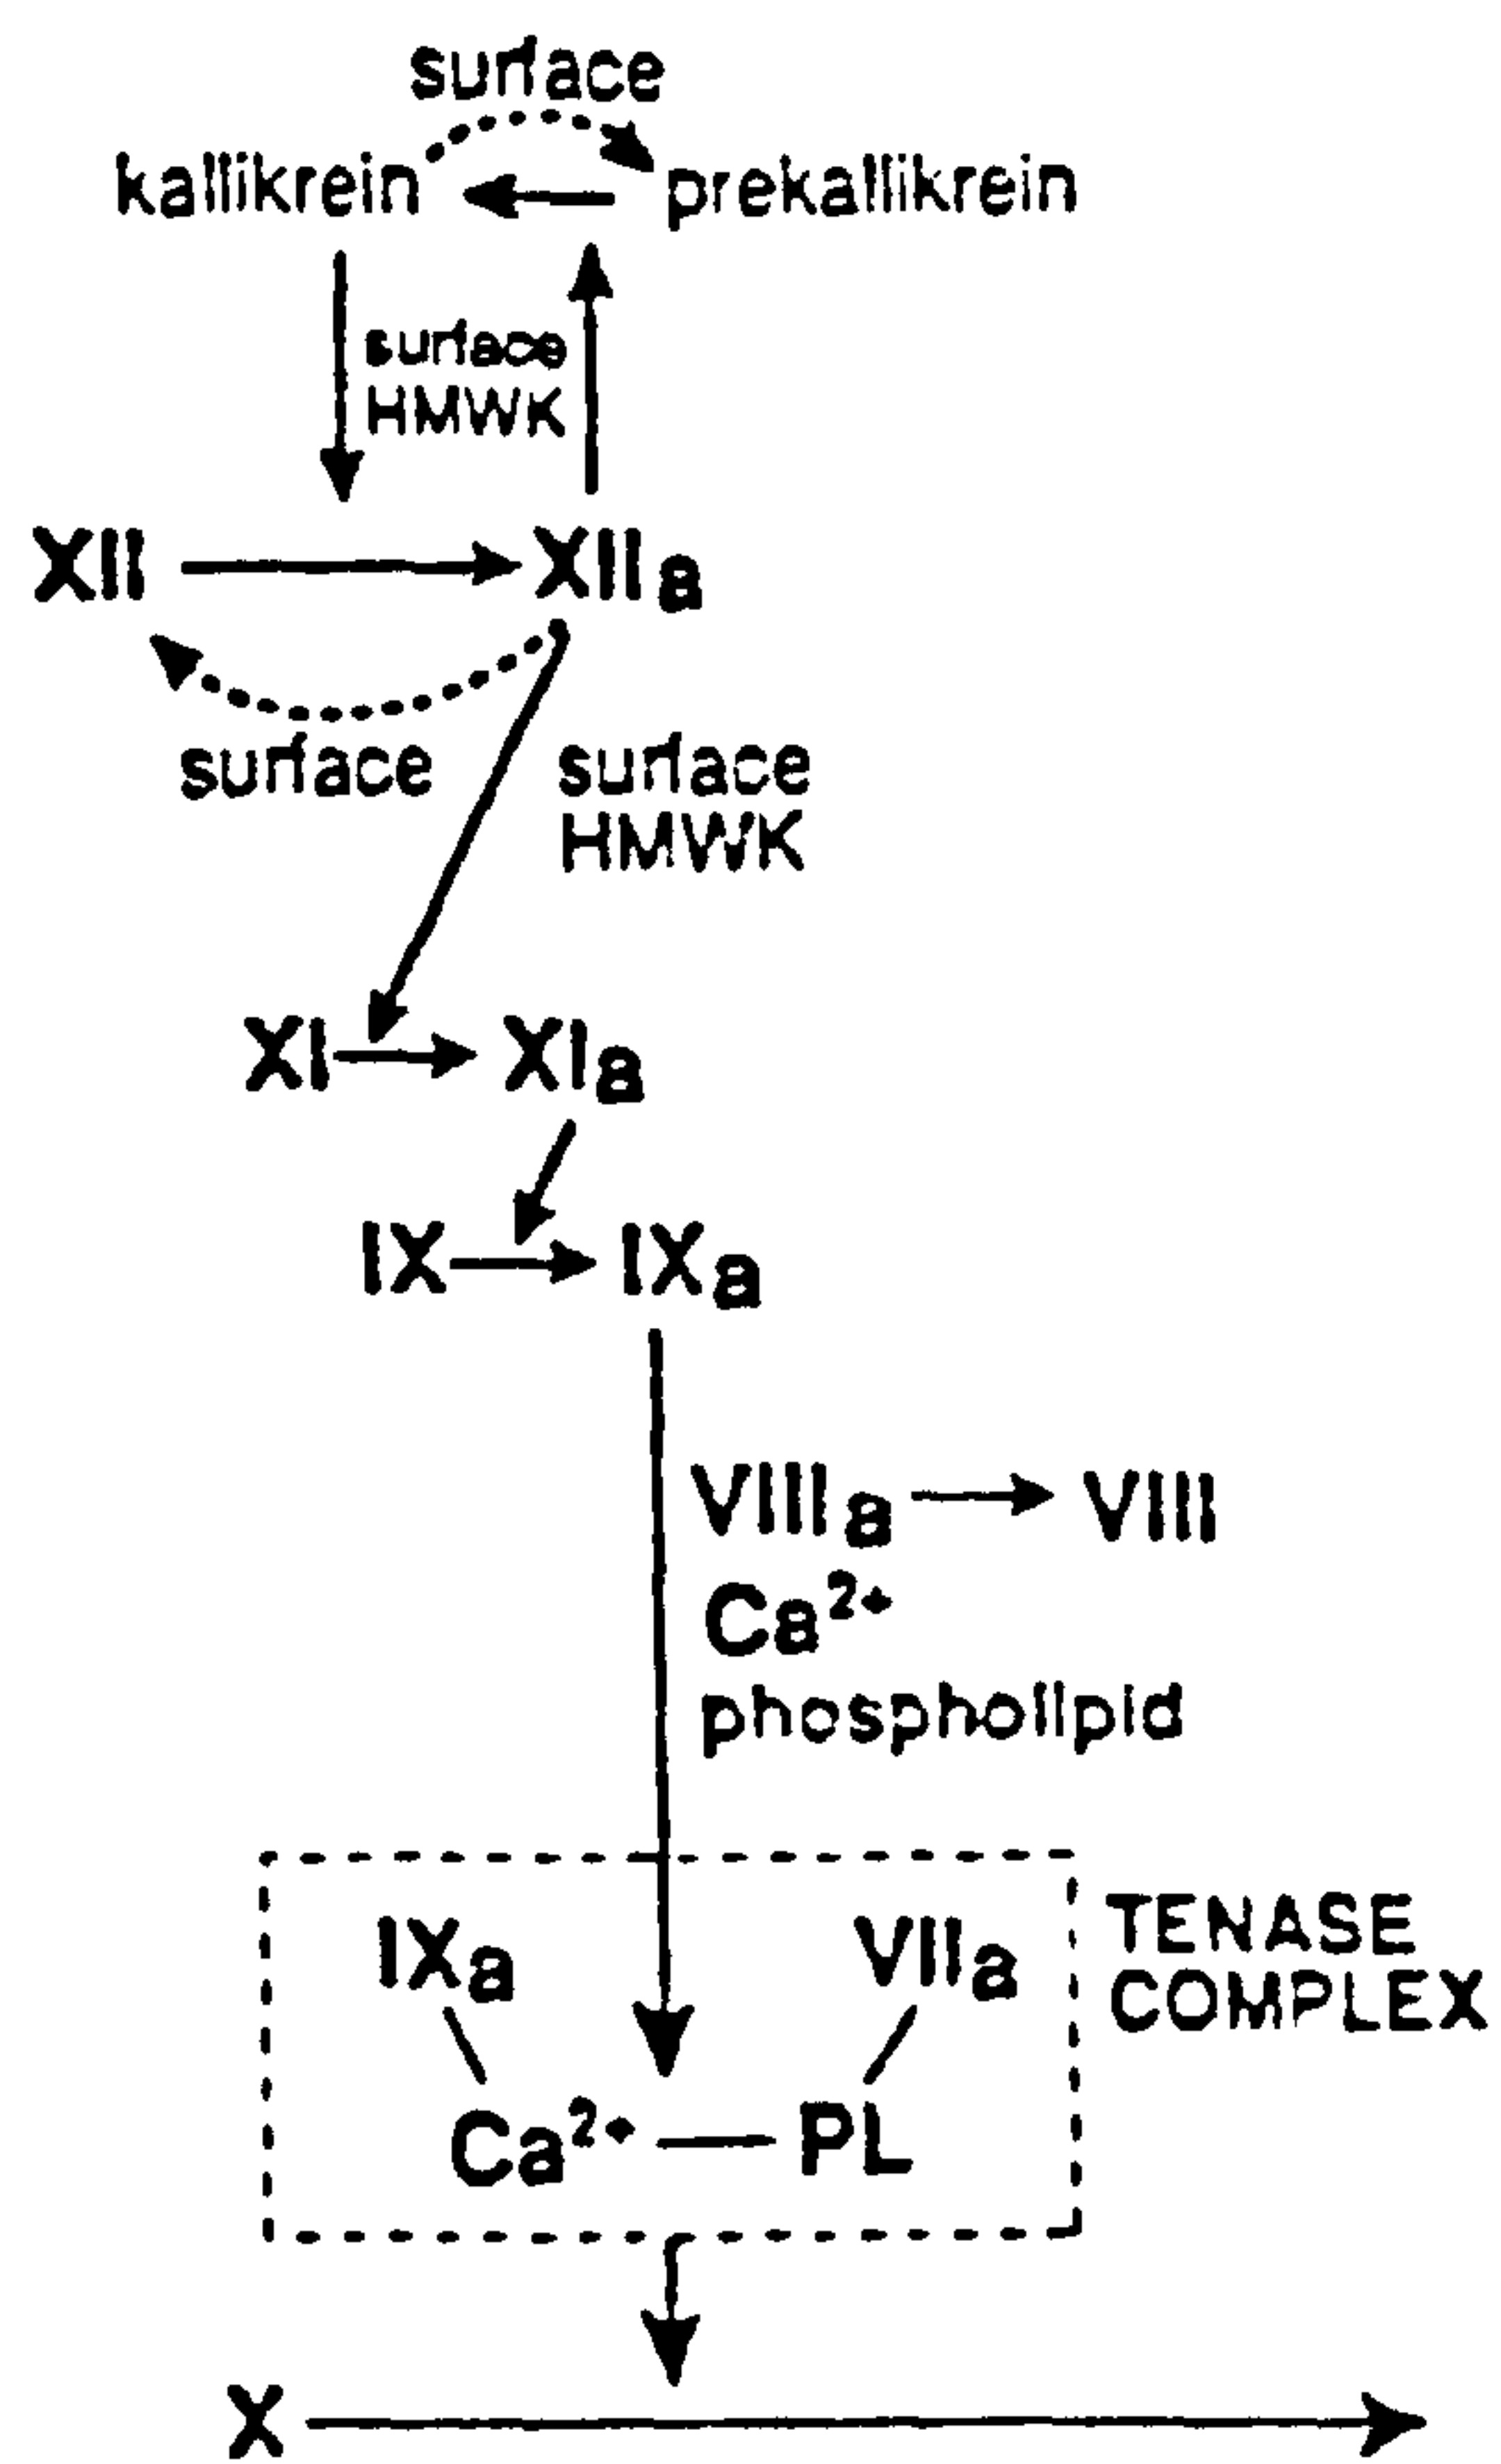 surface
kallikrein prekallikrein
surface
HMWK
XII XIIa
surface surface
HMWK
XI XIa
IX IXa
VIIIa VIII
Ca2+
phospholipid
IXa VIIa TENASE
COMPLEX
Ca2+ PL
X